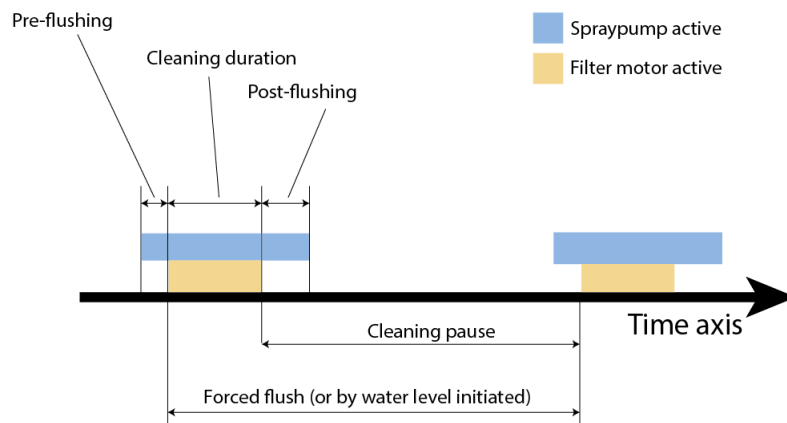 Pre-flushing
Spraypump active
Cleaning duration
Filter motor active
Post-flushing
Time axis
Cleaning pause
Forced flush (or by water level initiated)